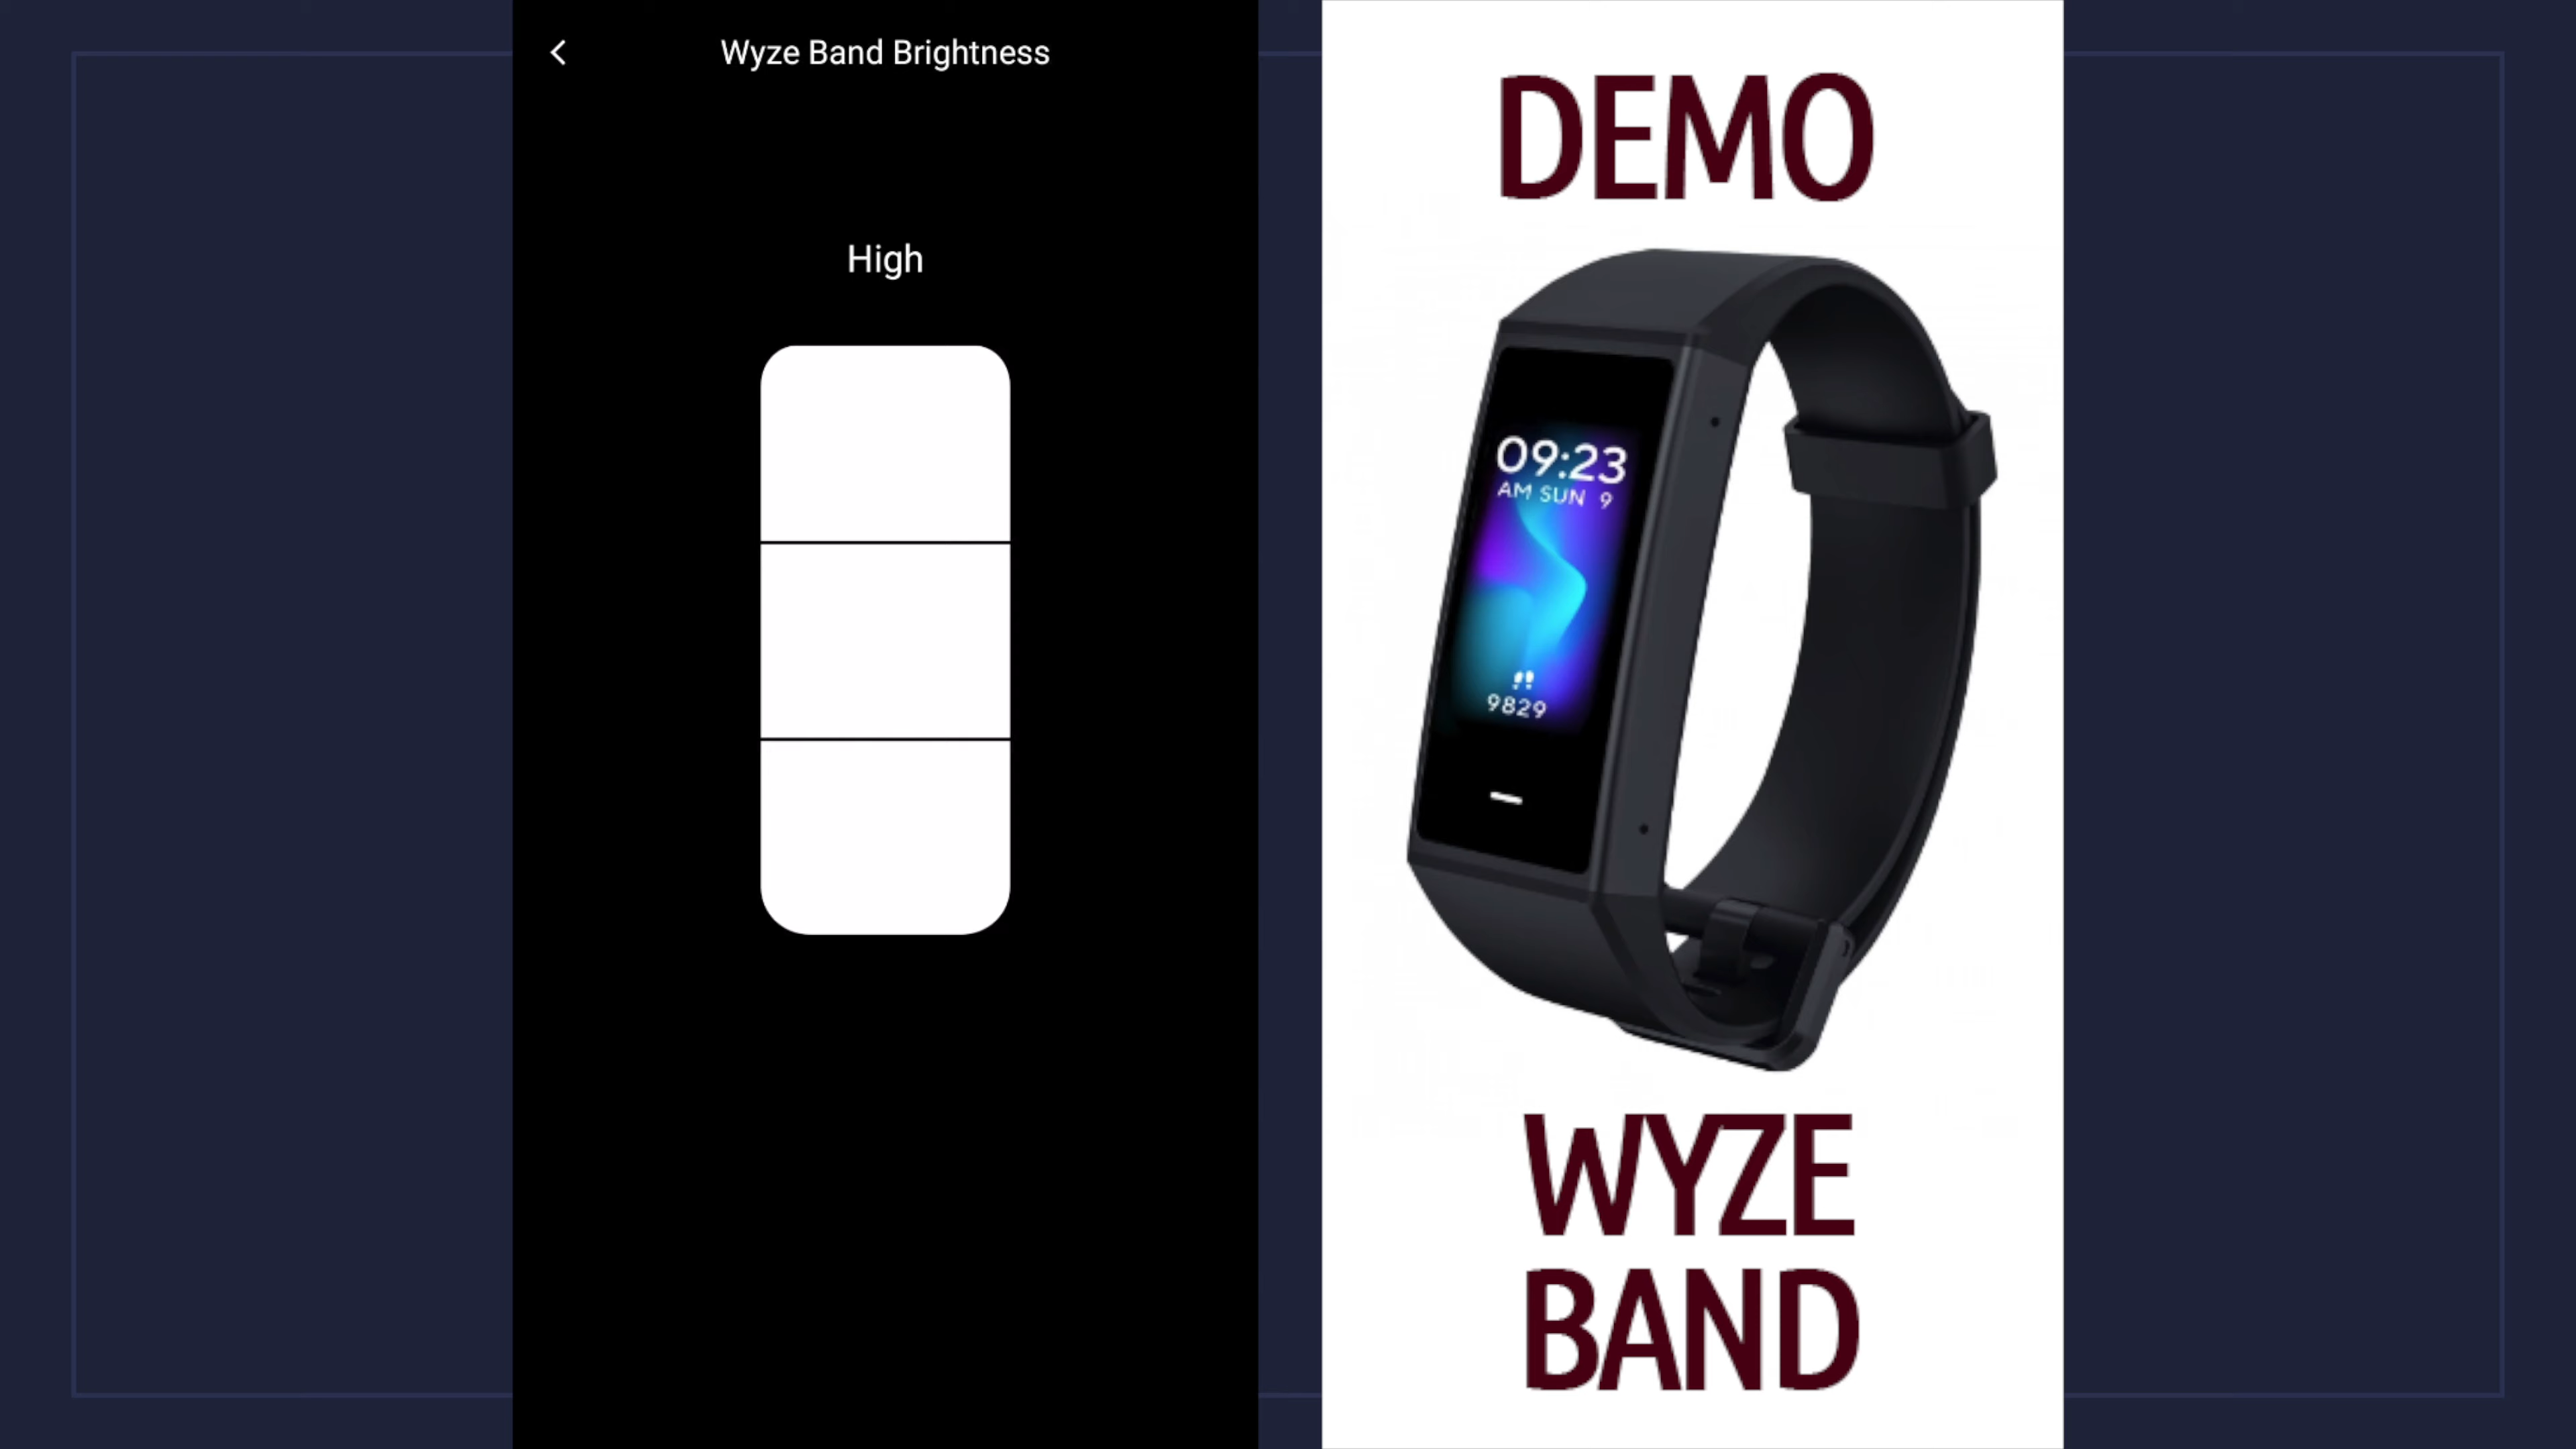 Wyze Band Brightness
High
DEMO
09:23
AM SUN 9
9829
WYZE
BAND